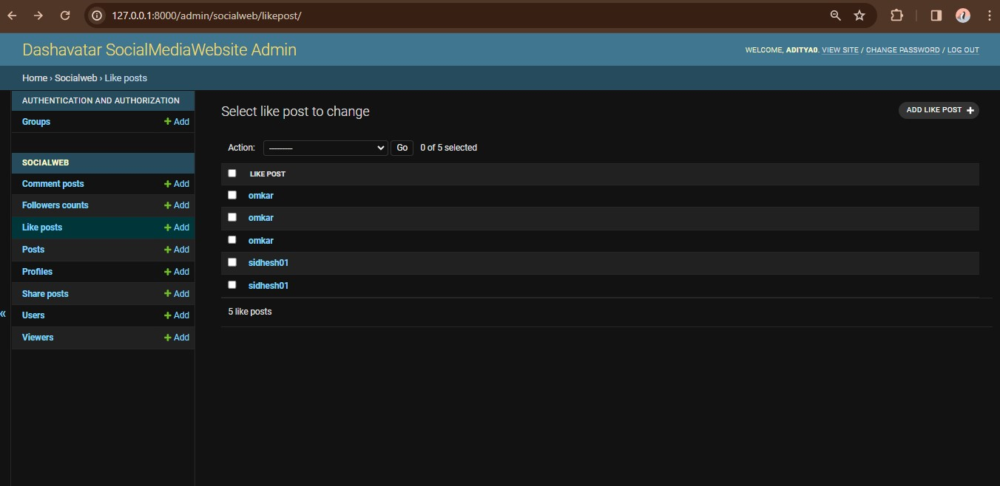 127.0.0.1:8000/admin/socialweb/likepost/
Dashavatar SocialMediaWebsite Admin
WELCOME, ADITYA0. VIEW SITE / CHANGE PASSWORD / LOG OUT
Home › Socialweb › Like posts
AUTHENTICATION AND AUTHORIZATION
Groups + Add
SOCIALWEB
Comment posts + Add
Followers counts + Add
Like posts + Add
Posts + Add
Profiles + Add
Share posts + Add
Users + Add
Viewers + Add
«
Select like post to change
ADD LIKE POST +
Action: --------- Go 0 of 5 selected
LIKE POST
omkar
omkar
omkar
sidhesh01
sidhesh01
5 like posts